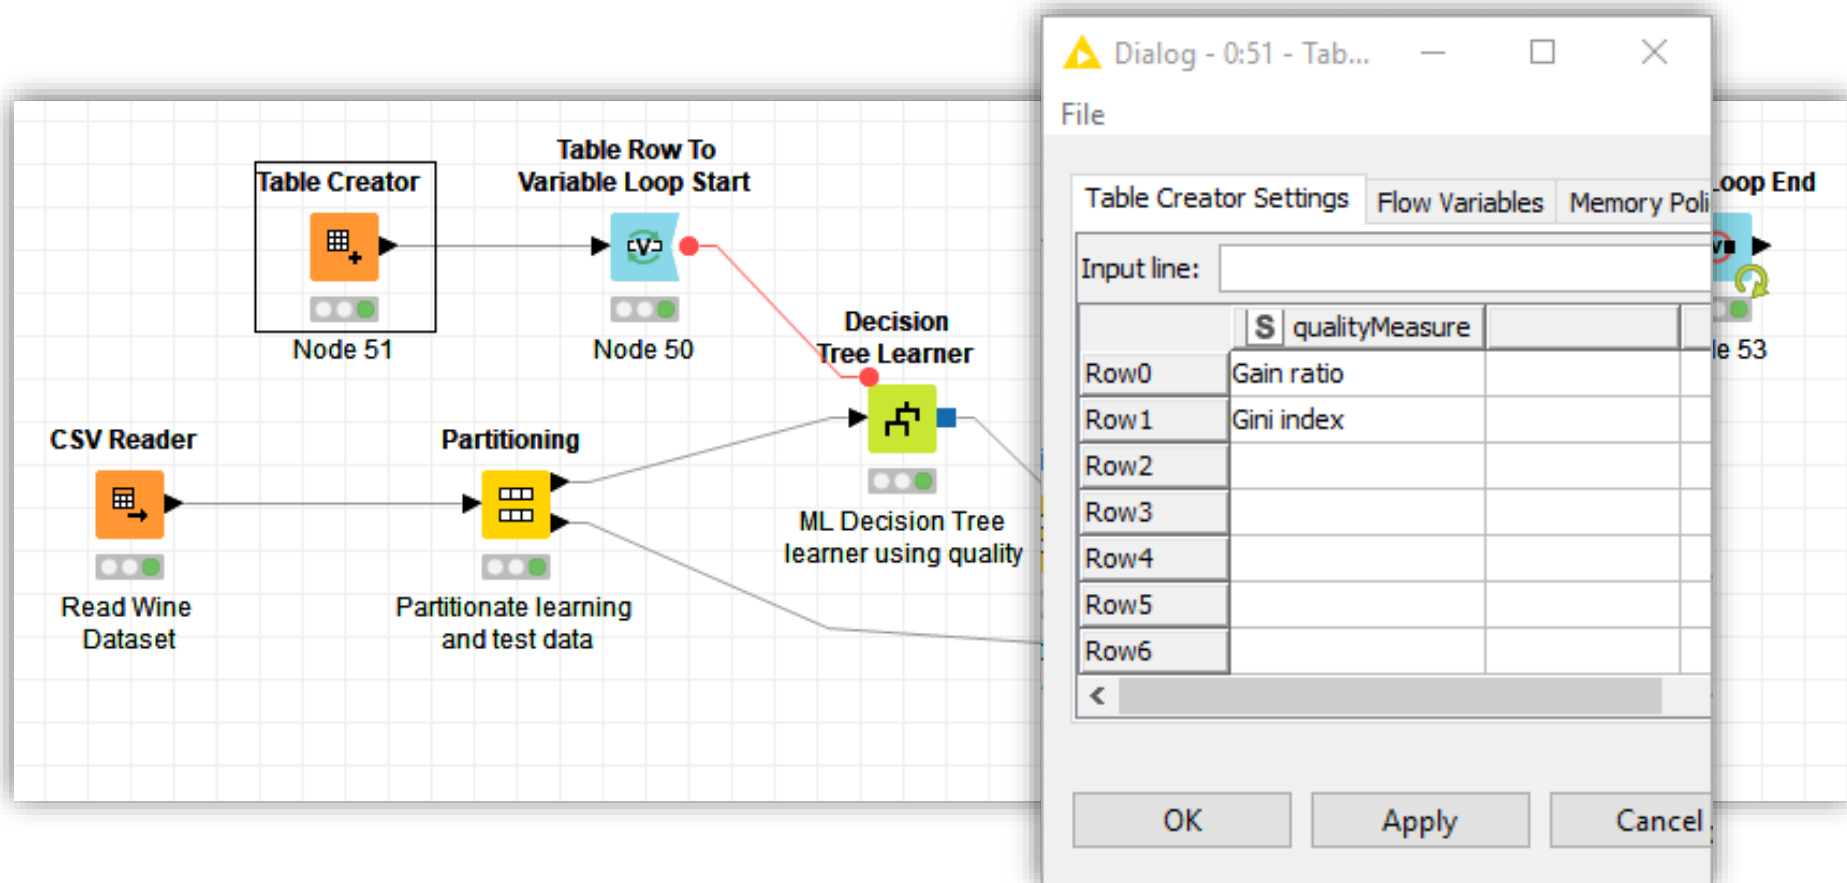 Table Creator
Node 51
Table Row To
Variable Loop Start
Node 50
Decision
Tree Learner
ML Decision Tree
learner using quality
CSV Reader
Read Wine
Dataset
Partitioning
Partitionate learning
and test data
Dialog - 0:51 - Tab...
File
Table Creator Settings
Flow Variables
Memory Poli
Input line:
S qualityMeasure
Row0 Gain ratio
Row1 Gini index
Row2
Row3
Row4
Row5
Row6
OK
Apply
Cancel
Loop End
53